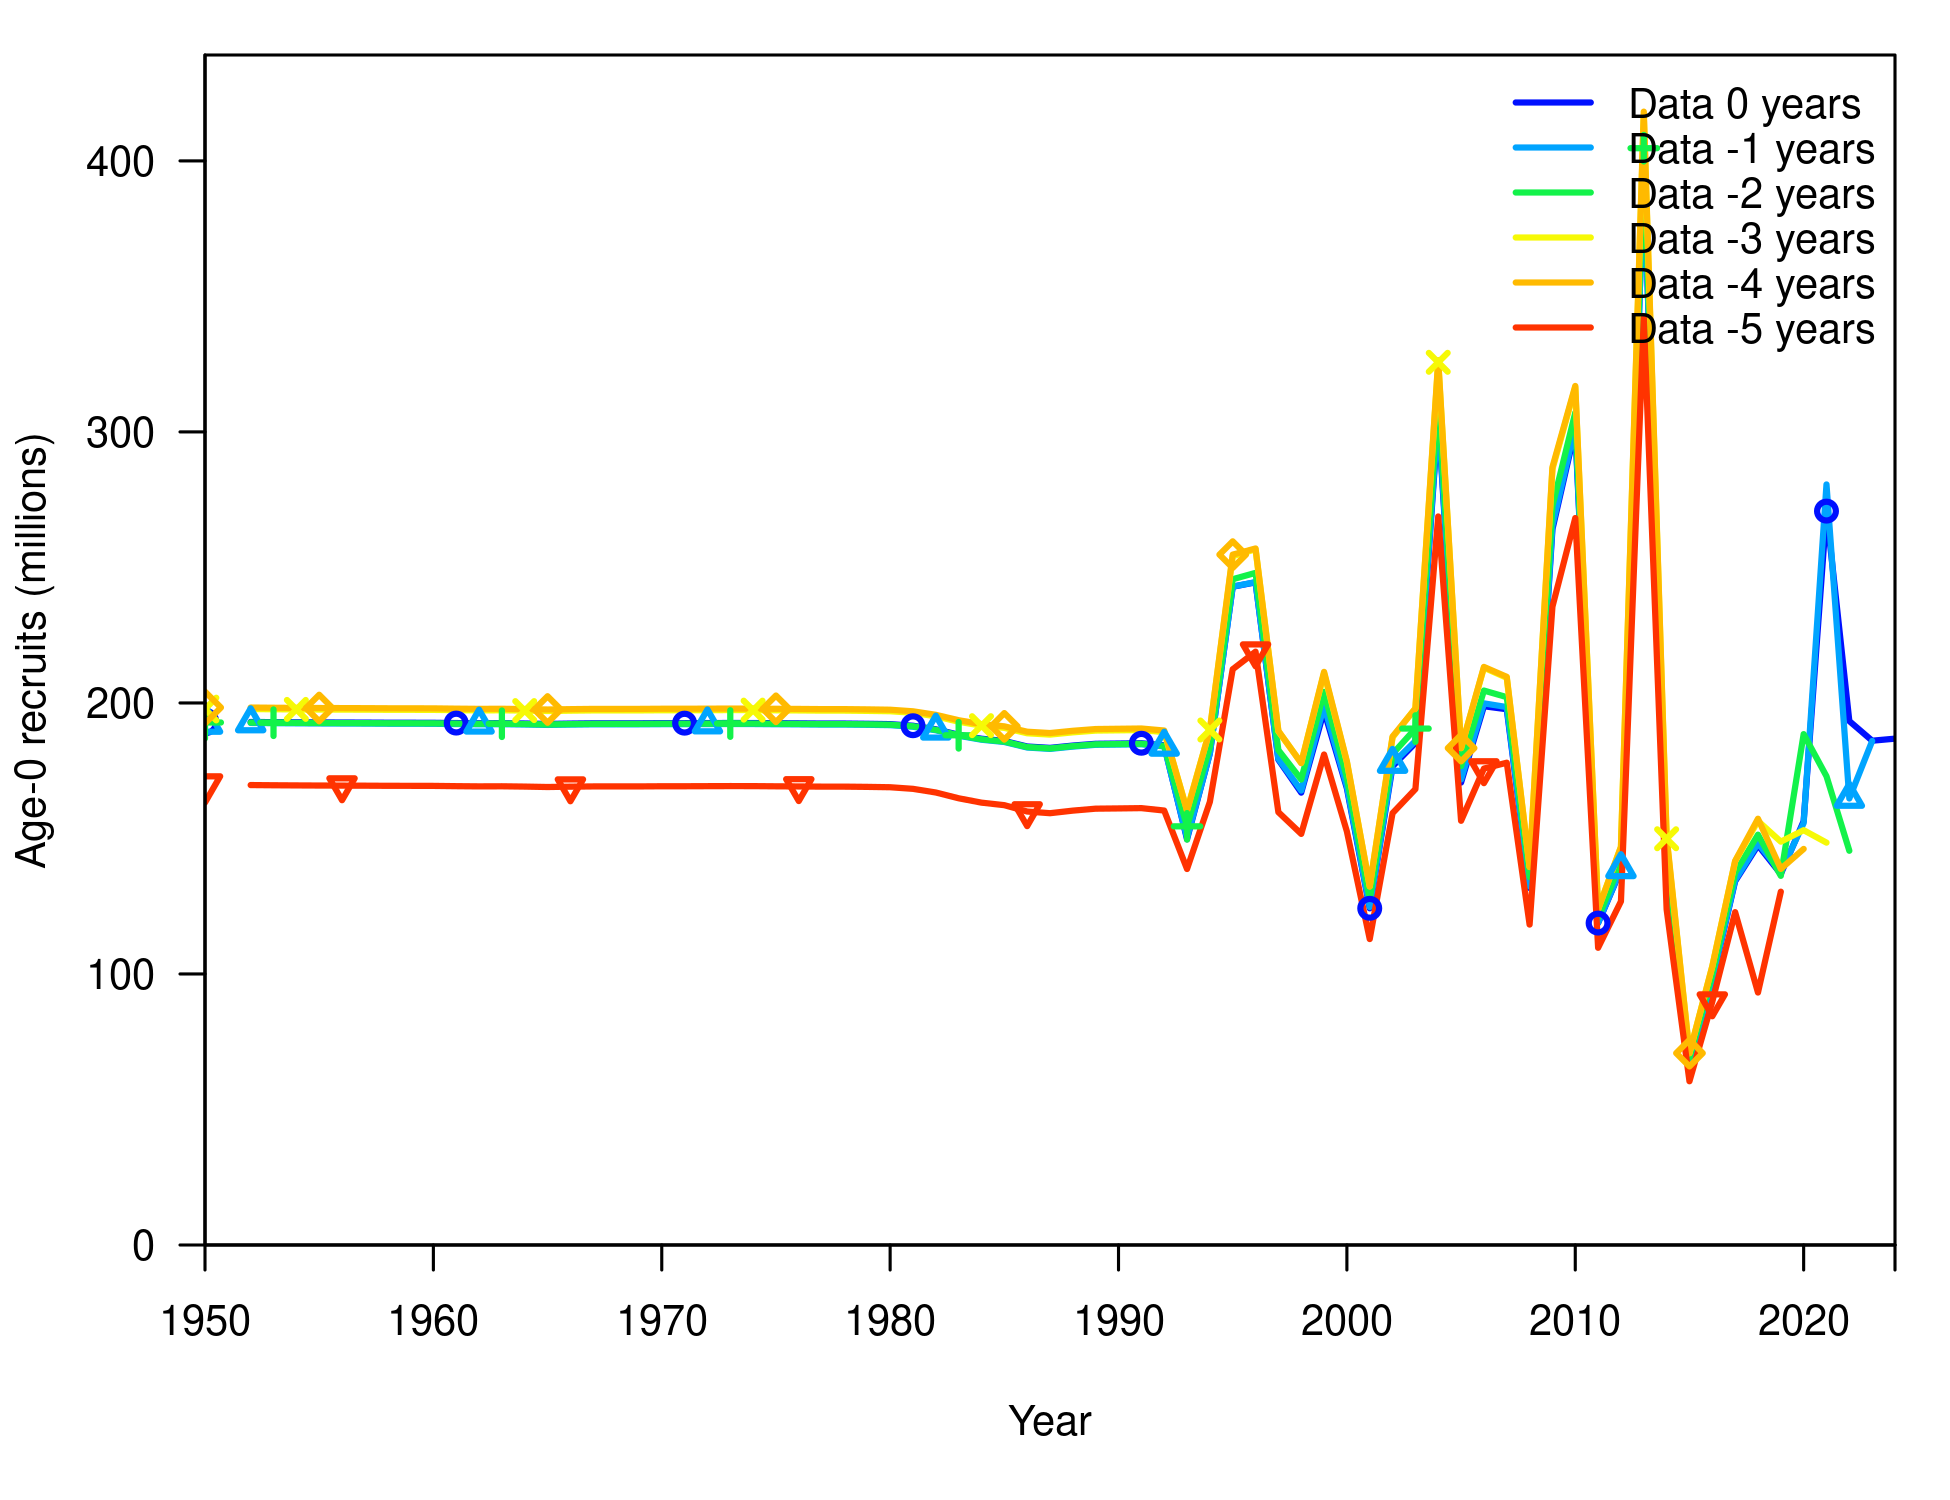 Data 0 years
Data -1 years
Data -2 years
Data -3 years
Data -4 years
Data -5 years
400
300
200
100
0
Age-0 recruits (millions)
1950 1960 1970 1980 1990 2000 2010 2020
Year